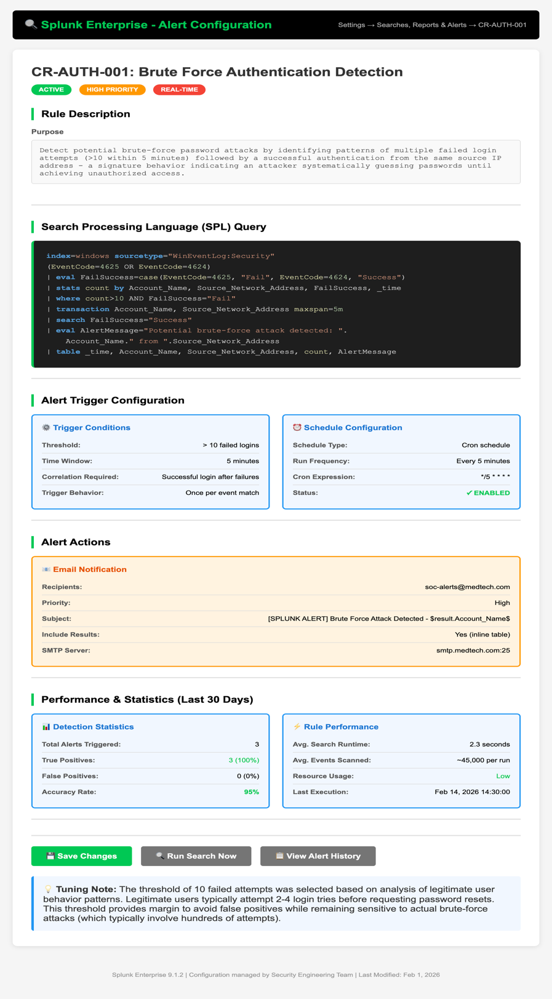 Splunk Enterprise - Alert Configuration
Settings → Searches, Reports & Alerts → CR-AUTH-001
CR-AUTH-001: Brute Force Authentication Detection
ACTIVE
HIGH PRIORITY
REAL-TIME
Rule Description
Purpose
Detect potential brute-force password attacks by identifying patterns of multiple failed login
attempts (>10 within 5 minutes) followed by a successful authentication from the same source IP
address - a signature behavior indicating an attacker systematically guessing passwords until
achieving unauthorized access.
Search Processing Language (SPL) Query
index=windows sourcetype="WinEventLog:Security"
(EventCode=4625 OR EventCode=4624)
| eval FailSuccess=case(EventCode=4625, "Fail", EventCode=4624, "Success")
| stats count by Account_Name, Source_Network_Address, FailSuccess, _time
| where count>10 AND FailSuccess="Fail"
| transaction Account_Name, Source_Network_Address maxspan=5m
| search FailSuccess="Success"
| eval AlertMessage="Potential brute-force attack detected: ".
Account_Name." from ".Source_Network_Address
| table _time, Account_Name, Source_Network_Address, count, AlertMessage
Alert Trigger Configuration
Trigger Conditions
Threshold: > 10 failed logins
Time Window: 5 minutes
Correlation Required: Successful login after failures
Trigger Behavior: Once per event match
Schedule Configuration
Schedule Type: Cron schedule
Run Frequency: Every 5 minutes
Cron Expression: */5 * * * *
Status: ✔ ENABLED
Alert Actions
Email Notification
Recipients: soc-alerts@medtech.com
Priority: High
Subject: [SPLUNK ALERT] Brute Force Attack Detected - $result.Account_Name$
Include Results: Yes (inline table)
SMTP Server: smtp.medtech.com:25
Performance & Statistics (Last 30 Days)
Detection Statistics
Total Alerts Triggered: 3
True Positives: 3 (100%)
False Positives: 0 (0%)
Accuracy Rate: 95%
Rule Performance
Avg. Search Runtime: 2.3 seconds
Avg. Events Scanned: ~45,000 per run
Resource Usage: Low
Last Execution: Feb 14, 2026 14:30:00
Save Changes
Run Search Now
View Alert History
Tuning Note: The threshold of 10 failed attempts was selected based on analysis of legitimate user
behavior patterns. Legitimate users typically attempt 2-4 login tries before requesting password resets.
This threshold provides margin to avoid false positives while remaining sensitive to actual brute-force
attacks (which typically involve hundreds of attempts).
Splunk Enterprise 9.1.2 | Configuration managed by Security Engineering Team | Last Modified: Feb 1, 2026